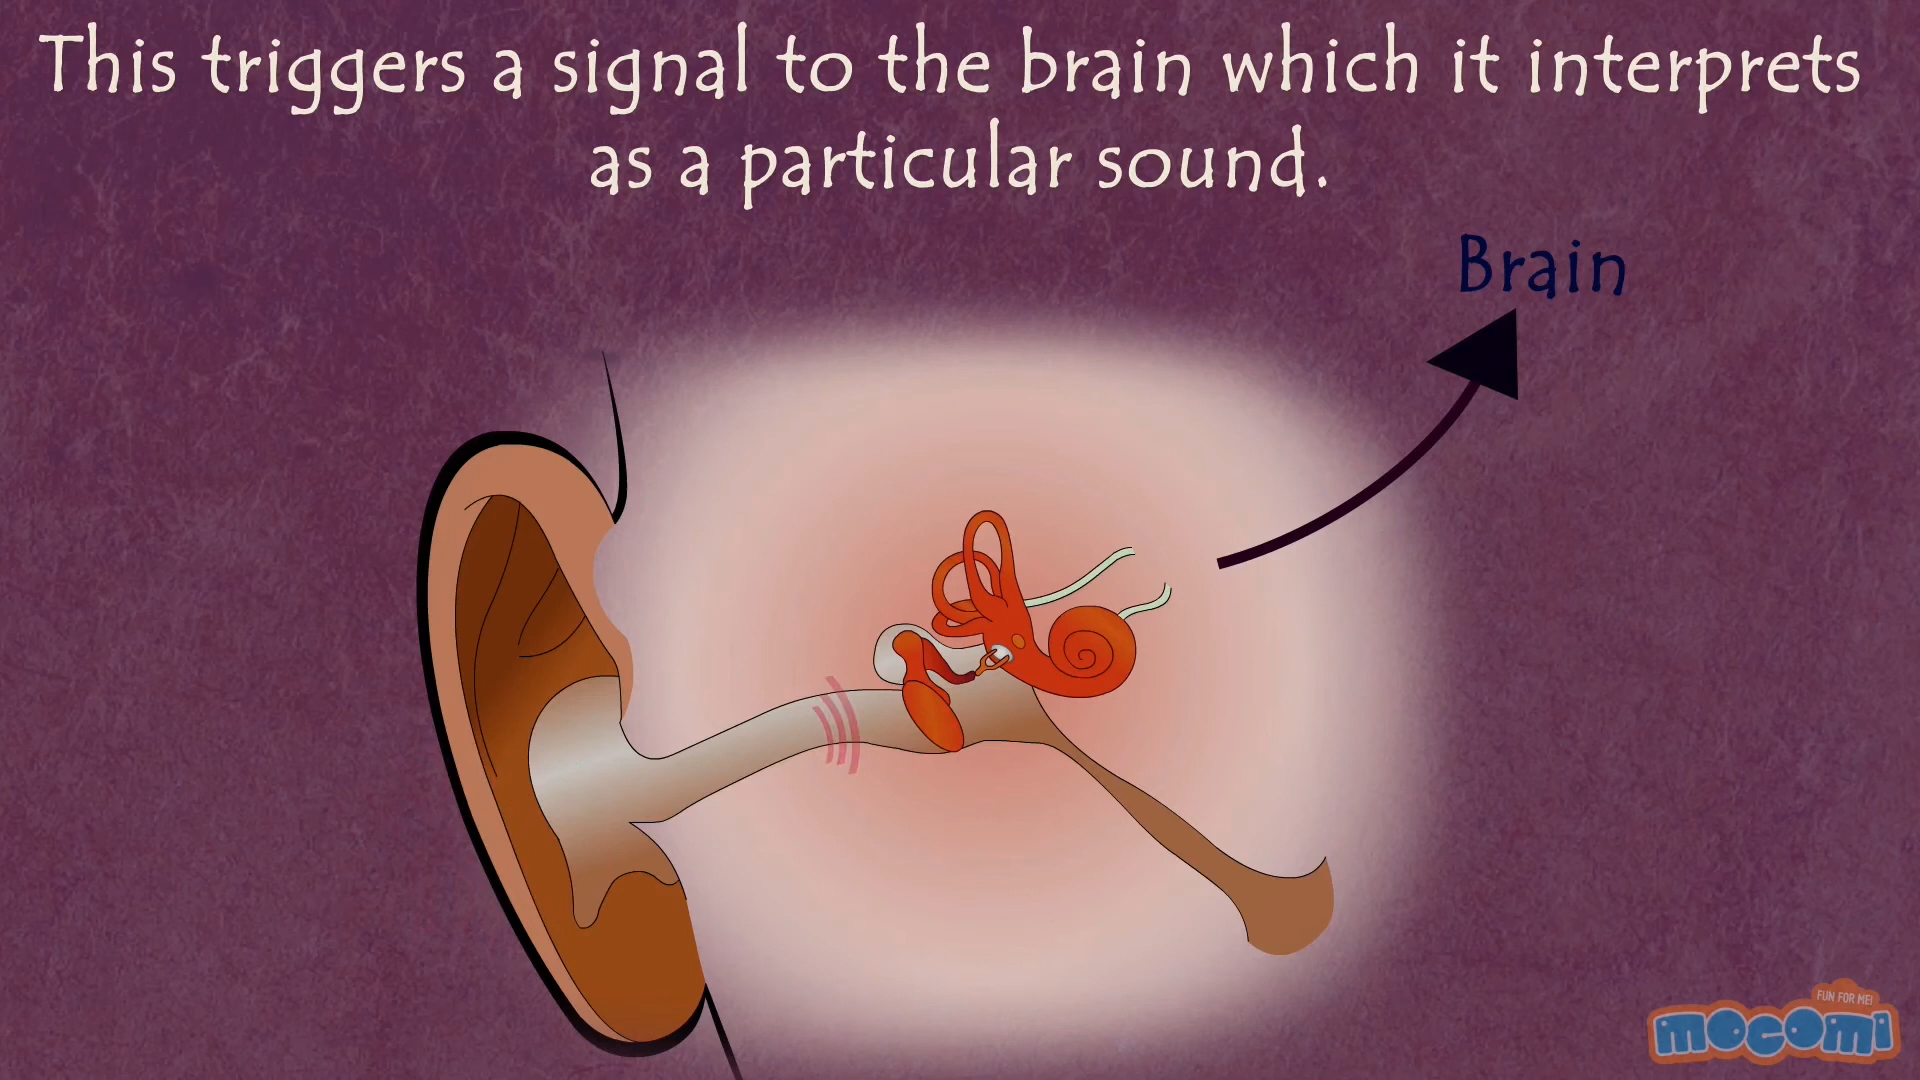 This triggers a signal to the brain which it interprets
as a particular sound.
Brain
FUN FOR ME!
mocomi